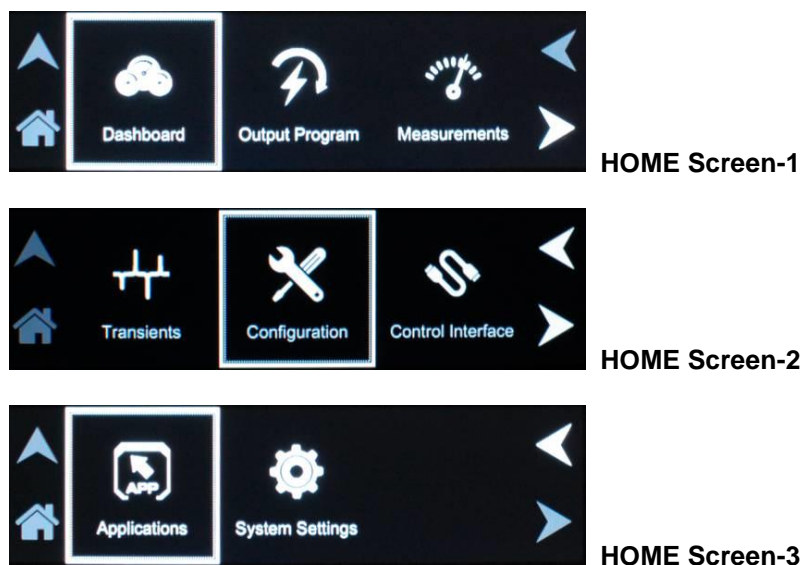 Dashboard Output Program Measurements
HOME Screen-1
Transients Configuration Control Interface
HOME Screen-2
APP
Applications System Settings
HOME Screen-3